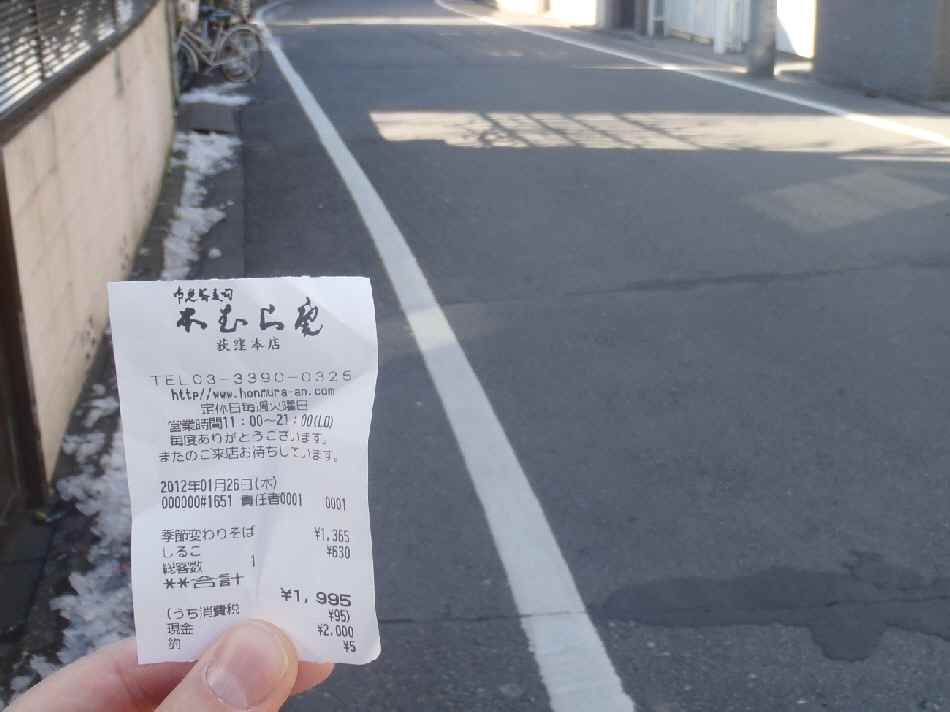 本むら庵
荻窪本店
TEL03-3390-0325
http//www.honmura-an.com
定休日毎週火曜日
営業時間11:00~21:00(LO)
毎度ありがとうございます。
またのご来店お待ちしています。
2012年01月26日(木)
000000#1651 責任者0001 0001
季節変わりそば ¥1,365
しるこ ¥630
総客数 1
**合計 ¥1,995
(うち消費税 ¥95)
現金 ¥2,000
釣 ¥5